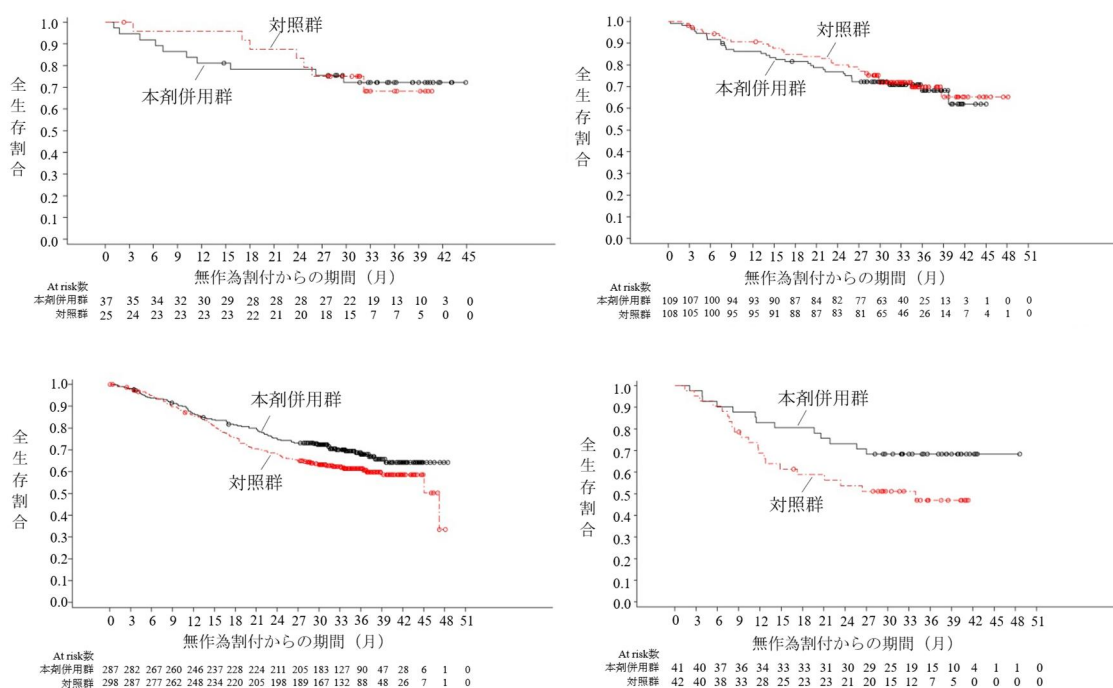 1.0
0.9
0.8
0.7
0.6
0.5
0.4
0.3
0.2
0.1
0.0
全生存割合
対照群
本剤併用群
0 3 6 9 12 15 18 21 24 27 30 33 36 39 42 45
無作為割付からの期間（月）
At risk数
本剤併用群 37 35 34 32 30 29 28 28 28 27 22 19 13 10 3 0
対照群 25 24 23 23 23 23 22 21 20 18 15 7 7 5 0 0
1.0
0.9
0.8
0.7
0.6
0.5
0.4
0.3
0.2
0.1
0.0
全生存割合
対照群
本剤併用群
0 3 6 9 12 15 18 21 24 27 30 33 36 39 42 45 48 51
無作為割付からの期間（月）
At risk数
本剤併用群 109 107 100 94 93 90 87 84 82 77 63 40 25 13 3 1 0 0
対照群 108 105 100 95 95 91 88 87 83 81 65 46 26 14 7 4 1 0
1.0
0.9
0.8
0.7
0.6
0.5
0.4
0.3
0.2
0.1
0.0
全生存割合
本剤併用群
対照群
0 3 6 9 12 15 18 21 24 27 30 33 36 39 42 45 48 51
無作為割付からの期間（月）
At risk数
本剤併用群 287 282 267 260 246 237 228 224 211 205 183 127 90 47 28 6 1 0
対照群 298 287 277 262 248 234 220 205 198 189 167 132 88 48 26 7 1 0
1.0
0.9
0.8
0.7
0.6
0.5
0.4
0.3
0.2
0.1
0.0
全生存割合
本剤併用群
対照群
0 3 6 9 12 15 18 21 24 27 30 33 36 39 42 45 48 51
無作為割付からの期間（月）
At risk数
本剤併用群 41 40 37 36 34 33 33 31 30 29 25 19 15 10 4 1 1 0
対照群 42 40 38 33 28 25 23 23 21 20 15 12 7 5 0 0 0 0